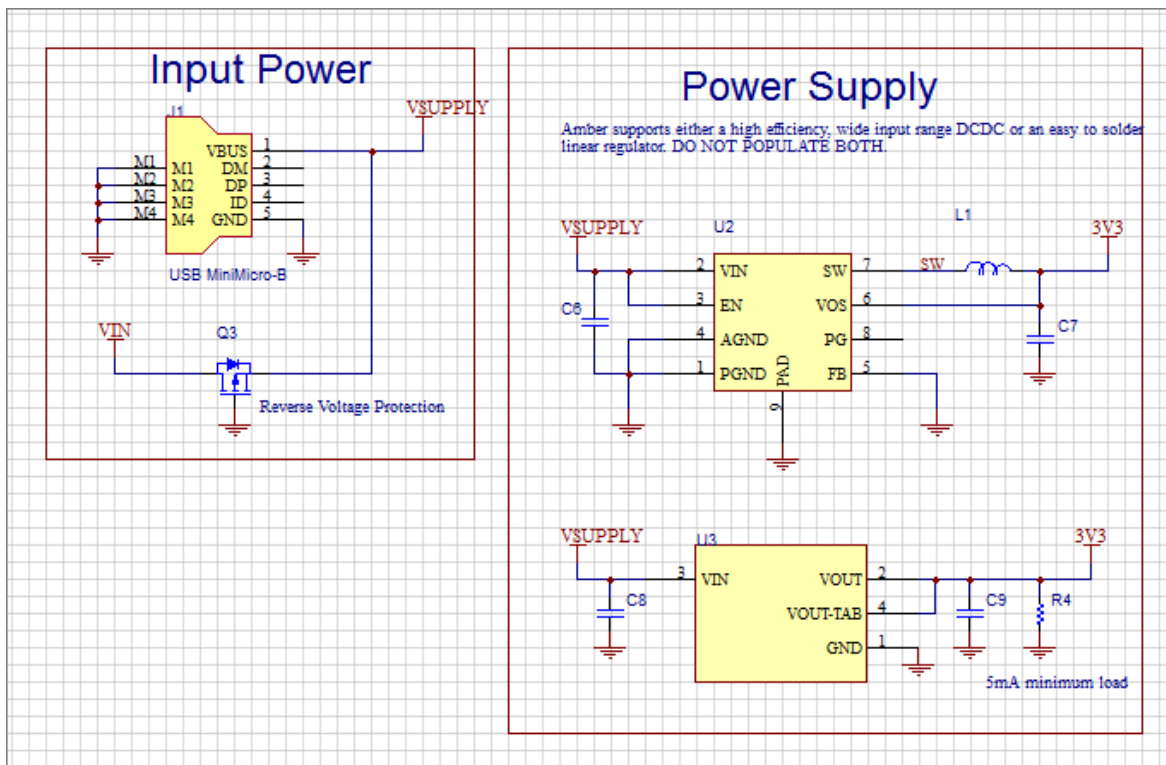 Input Power
J1
VSUPPLY
VBUS 1
M1 M1 DM 2
M2 M2 DP 3
M3 M3 ID 4
M4 M4 GND 5
USB MiniMicro-B
VIN
Q3
Reverse Voltage Protection
Power Supply
Amber supports either a high efficiency, wide input range DCDC or an easy to solder
linear regulator. DO NOT POPULATE BOTH.
VSUPPLY
U2
L1
3V3
2 VIN SW 7 SW
C6
3 EN VOS 6
C7
4 AGND PG 8
1 PGND FB 5
PAD
9
VSUPPLY
U3
3V3
3 VIN VOUT 2
C8
VOUT-TAB 4
C9
R4
GND 1
5mA minimum load